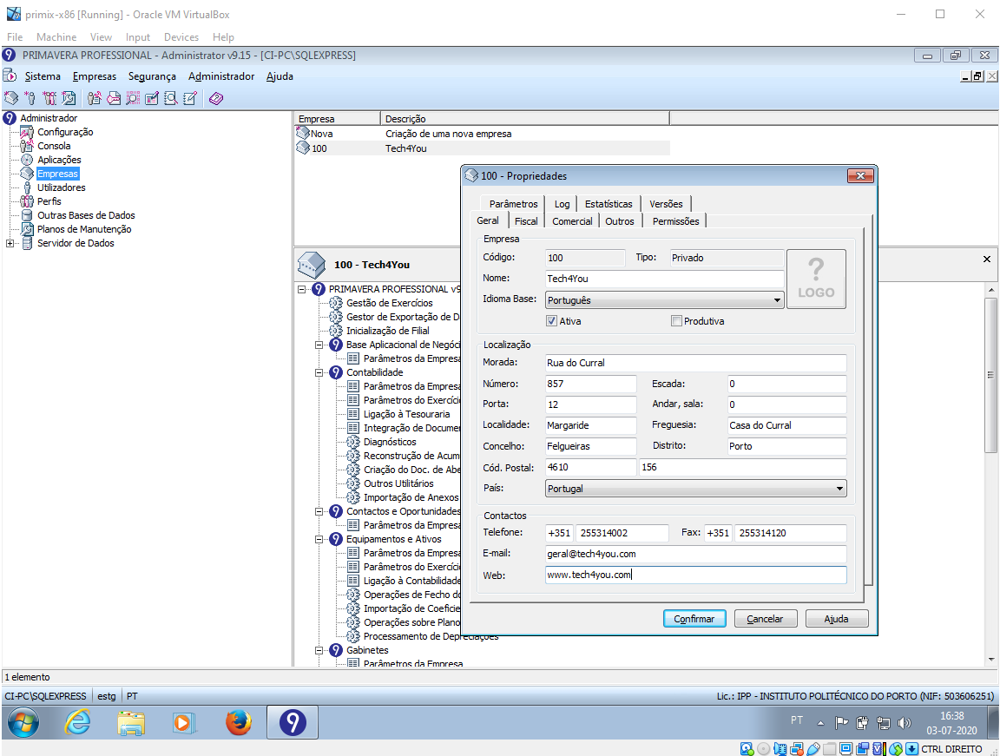 primix-x86 [Running] - Oracle VM VirtualBox
File Machine View Input Devices Help
PRIMAVERA PROFESSIONAL - Administrator v9.15 - [CI-PC\SQLEXPRESS]
Sistema Empresas Segurança Administrador Ajuda
Administrador
Configuração
Consola
Aplicações
Empresas
Utilizadores
Perfis
Outras Bases de Dados
Planos de Manutenção
Servidor de Dados
Empresa Descrição
Nova Criação de uma nova empresa
100 Tech4You
100 - Tech4You
PRIMAVERA PROFESSIONAL v9
Gestão de Exercícios
Gestor de Exportação de D
Inicialização de Filial
Base Aplicacional de Negóci
Parâmetros da Empresa
Contabilidade
Parâmetros da Empresa
Parâmetros do Exercício
Ligação à Tesouraria
Integração de Documen
Diagnósticos
Reconstrução de Acum
Criação do Doc. de Abe
Outros Utilitários
Importação de Anexos
Contactos e Oportunidades
Parâmetros da Empresa
Equipamentos e Ativos
Parâmetros da Empresa
Parâmetros do Exercício
Ligação à Contabilidade
Operações de Fecho do
Importação de Coeficie
Operações sobre Plano
Processamento de Depreciações
Gabinetes
Parâmetros da Empresa
100 - Propriedades
Parâmetros Log Estatísticas Versões
Geral Fiscal Comercial Outros Permissões
Empresa
Código: 100 Tipo: Privado
Nome: Tech4You
?
LOGO
Idioma Base: Português
Ativa Produtiva
Localização
Morada: Rua do Curral
Número: 857 Escada: 0
Porta: 12 Andar, sala: 0
Localidade: Margaride Freguesia: Casa do Curral
Concelho: Felgueiras Distrito: Porto
Cód. Postal: 4610 156
País: Portugal
Contactos
Telefone: +351 255314002 Fax: +351 255314120
E-mail: geral@tech4you.com
Web: www.tech4you.com
Confirmar Cancelar Ajuda
1 elemento
CI-PC\SQLEXPRESS estg PT Lic.: IPP - INSTITUTO POLITÉCNICO DO PORTO (NIF: 503606251)
PT 16:38
03-07-2020
CTRL DIREITO